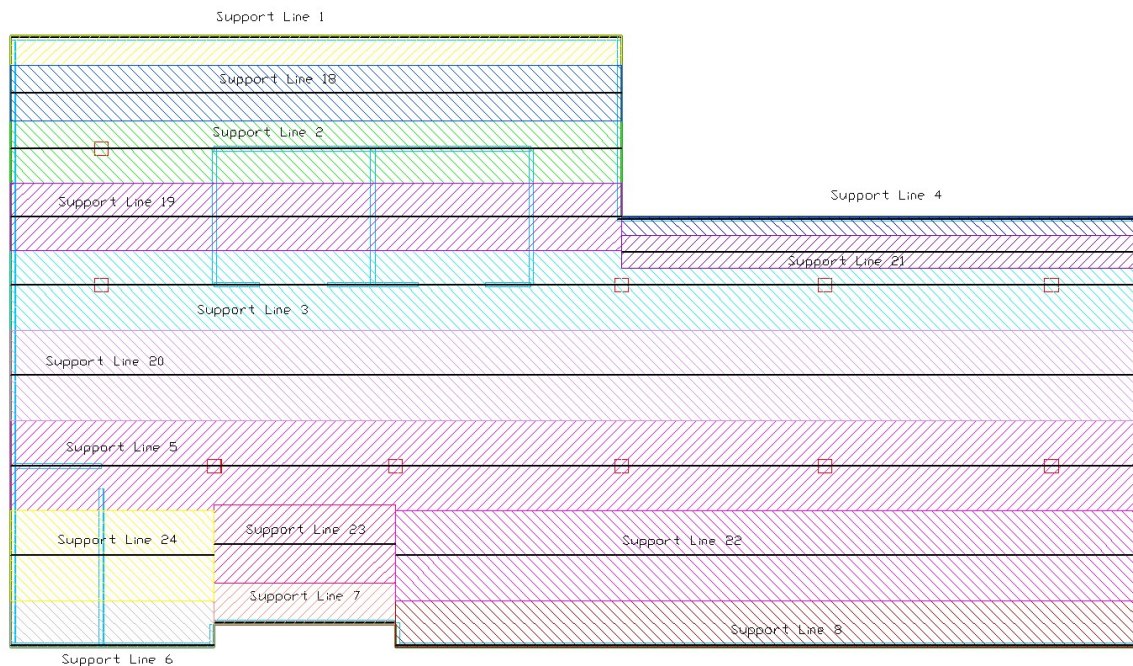 Support Line 1
Support Line 18
Support Line 2
Support Line 4
Support Line 19
Support Line 21
Support Line 3
Support Line 20
Support Line 5
Support Line 23
Support Line 24
Support Line 22
Support Line 7
Support Line 8
Support Line 6